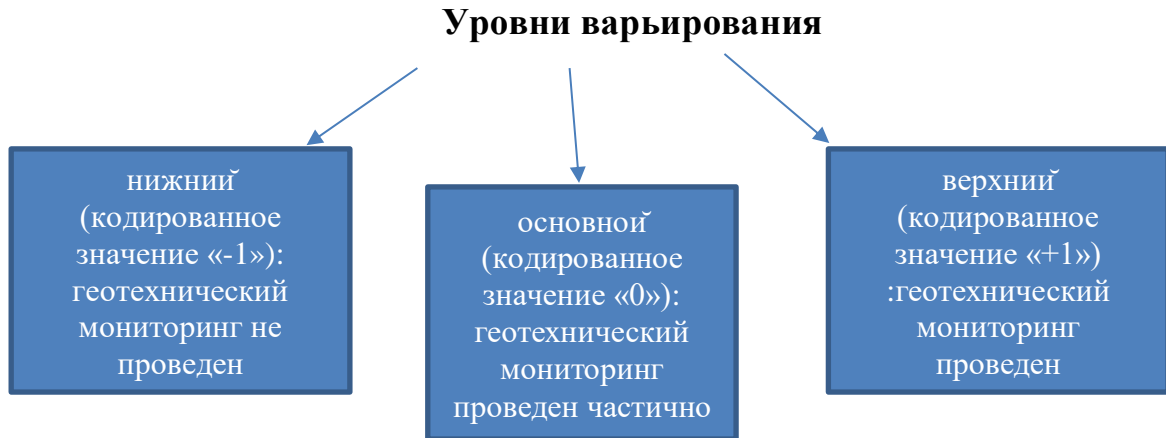 Уровни варьирования
нижний
(кодированное
значение «-1»):
геотехнический
мониторинг не
проведен
основной
(кодированное
значение «0»):
геотехнический
мониторинг
проведен частично
верхний
(кодированное
значение «+1»)
:геотехнический
мониторинг
проведен